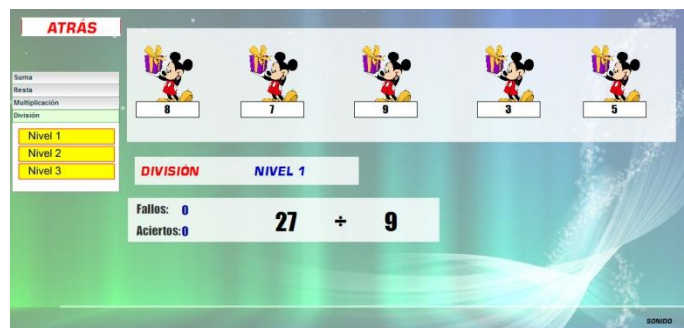 ATRÁS
Suma
Resta
Multiplicación
División
Nivel 1
Nivel 2
Nivel 3
8 7 9 3 5
DIVISIÓN NIVEL 1
Fallos: 0
Aciertos: 0
27 ÷ 9
SONIDO